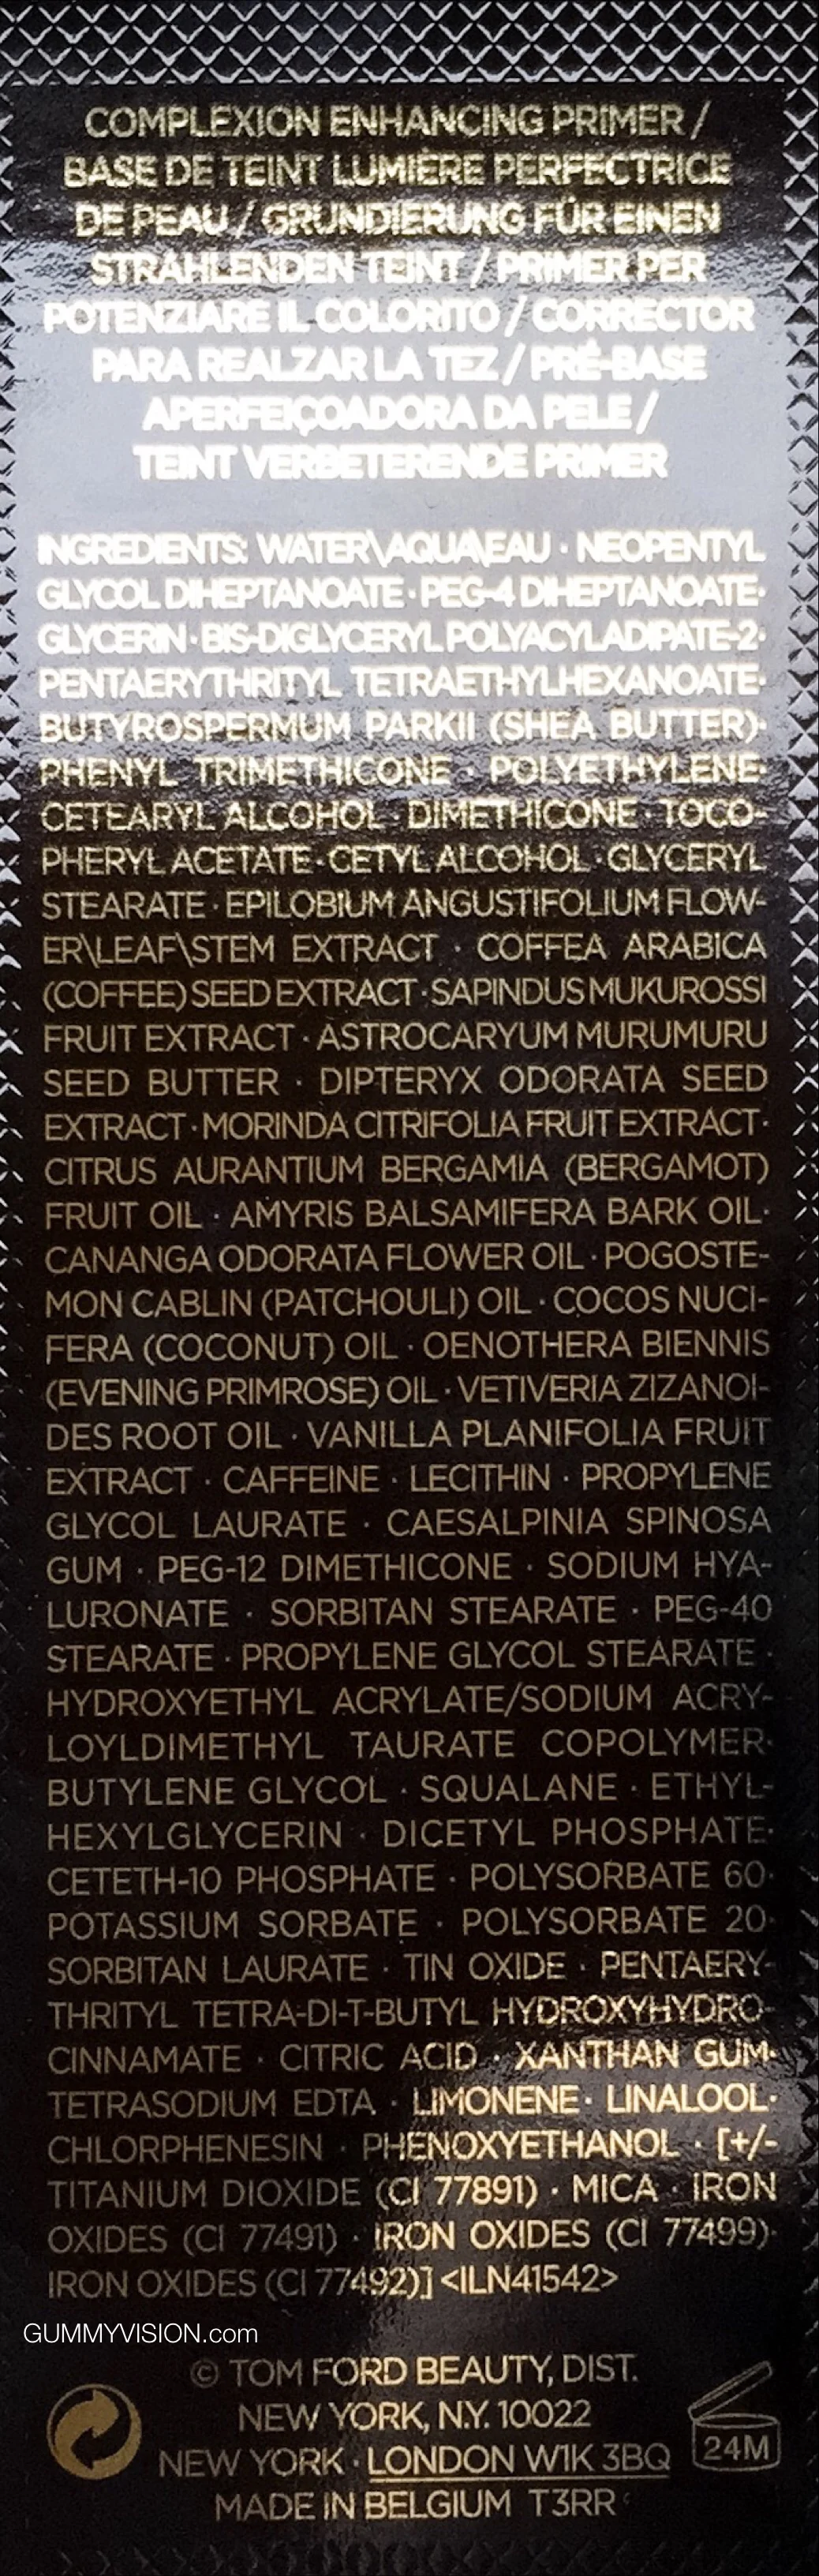 COMPLEXION ENHANCING PRIMER /
BASE DE TEINT LUMIÈRE PERFECTRICE
DE PEAU / GRUNDIERUNG FÜR EINEN
STRAHLENDEN TEINT / PRIMER PER
POTENZIARE IL COLORITO / CORRECTOR
PARA REALZAR LA TEZ / PRÉ-BASE
APERFEIÇOADORA DA PELE /
TEINT VERBETERENDE PRIMER
INGREDIENTS: WATER\AQUA\EAU · NEOPENTYL
GLYCOL DIHEPTANOATE · PEG-4 DIHEPTANOATE·
GLYCERIN · BIS-DIGLYCERYL POLYACYLADIPATE-2·
PENTAERYTHRITYL TETRAETHYLHEXANOATE·
BUTYROSPERMUM PARKII (SHEA BUTTER)·
PHENYL TRIMETHICONE · POLYETHYLENE·
CETEARYL ALCOHOL · DIMETHICONE · TOCO-
PHERYL ACETATE · CETYL ALCOHOL · GLYCERYL
STEARATE · EPILOBIUM ANGUSTIFOLIUM FLOW-
ER\LEAF\STEM EXTRACT · COFFEA ARABICA
(COFFEE) SEED EXTRACT · SAPINDUS MUKUROSSI
FRUIT EXTRACT · ASTROCARYUM MURUMURU
SEED BUTTER · DIPTERYX ODORATA SEED
EXTRACT · MORINDA CITRIFOLIA FRUIT EXTRACT·
CITRUS AURANTIUM BERGAMIA (BERGAMOT)
FRUIT OIL · AMYRIS BALSAMIFERA BARK OIL·
CANANGA ODORATA FLOWER OIL · POGOSTE-
MON CABLIN (PATCHOULI) OIL · COCOS NUCI-
FERA (COCONUT) OIL · OENOTHERA BIENNIS
(EVENING PRIMROSE) OIL · VETIVERIA ZIZANOI-
DES ROOT OIL · VANILLA PLANIFOLIA FRUIT
EXTRACT · CAFFEINE · LECITHIN · PROPYLENE
GLYCOL LAURATE · CAESALPINIA SPINOSA
GUM · PEG-12 DIMETHICONE · SODIUM HYA-
LURONATE · SORBITAN STEARATE · PEG-40
STEARATE · PROPYLENE GLYCOL STEARATE ·
HYDROXYETHYL ACRYLATE/SODIUM ACRY-
LOYLDIMETHYL TAURATE COPOLYMER·
BUTYLENE GLYCOL · SQUALANE · ETHYL-
HEXYLGLYCERIN · DICETYL PHOSPHATE·
CETETH-10 PHOSPHATE · POLYSORBATE 60·
POTASSIUM SORBATE · POLYSORBATE 20·
SORBITAN LAURATE · TIN OXIDE · PENTAERY-
THRITYL TETRA-DI-T-BUTYL HYDROXYHYDRO-
CINNAMATE · CITRIC ACID · XANTHAN GUM·
TETRASODIUM EDTA · LIMONENE · LINALOOL·
CHLORPHENESIN · PHENOXYETHANOL · [+/-
TITANIUM DIOXIDE (CI 77891) · MICA · IRON
OXIDES (CI 77491) · IRON OXIDES (CI 77499)·
IRON OXIDES (CI 77492)] <ILN41542>
GUMMYVISION.com
© TOM FORD BEAUTY, DIST.
NEW YORK, N.Y. 10022
NEW YORK · LONDON W1K 3BQ
24M
MADE IN BELGIUM T3RR